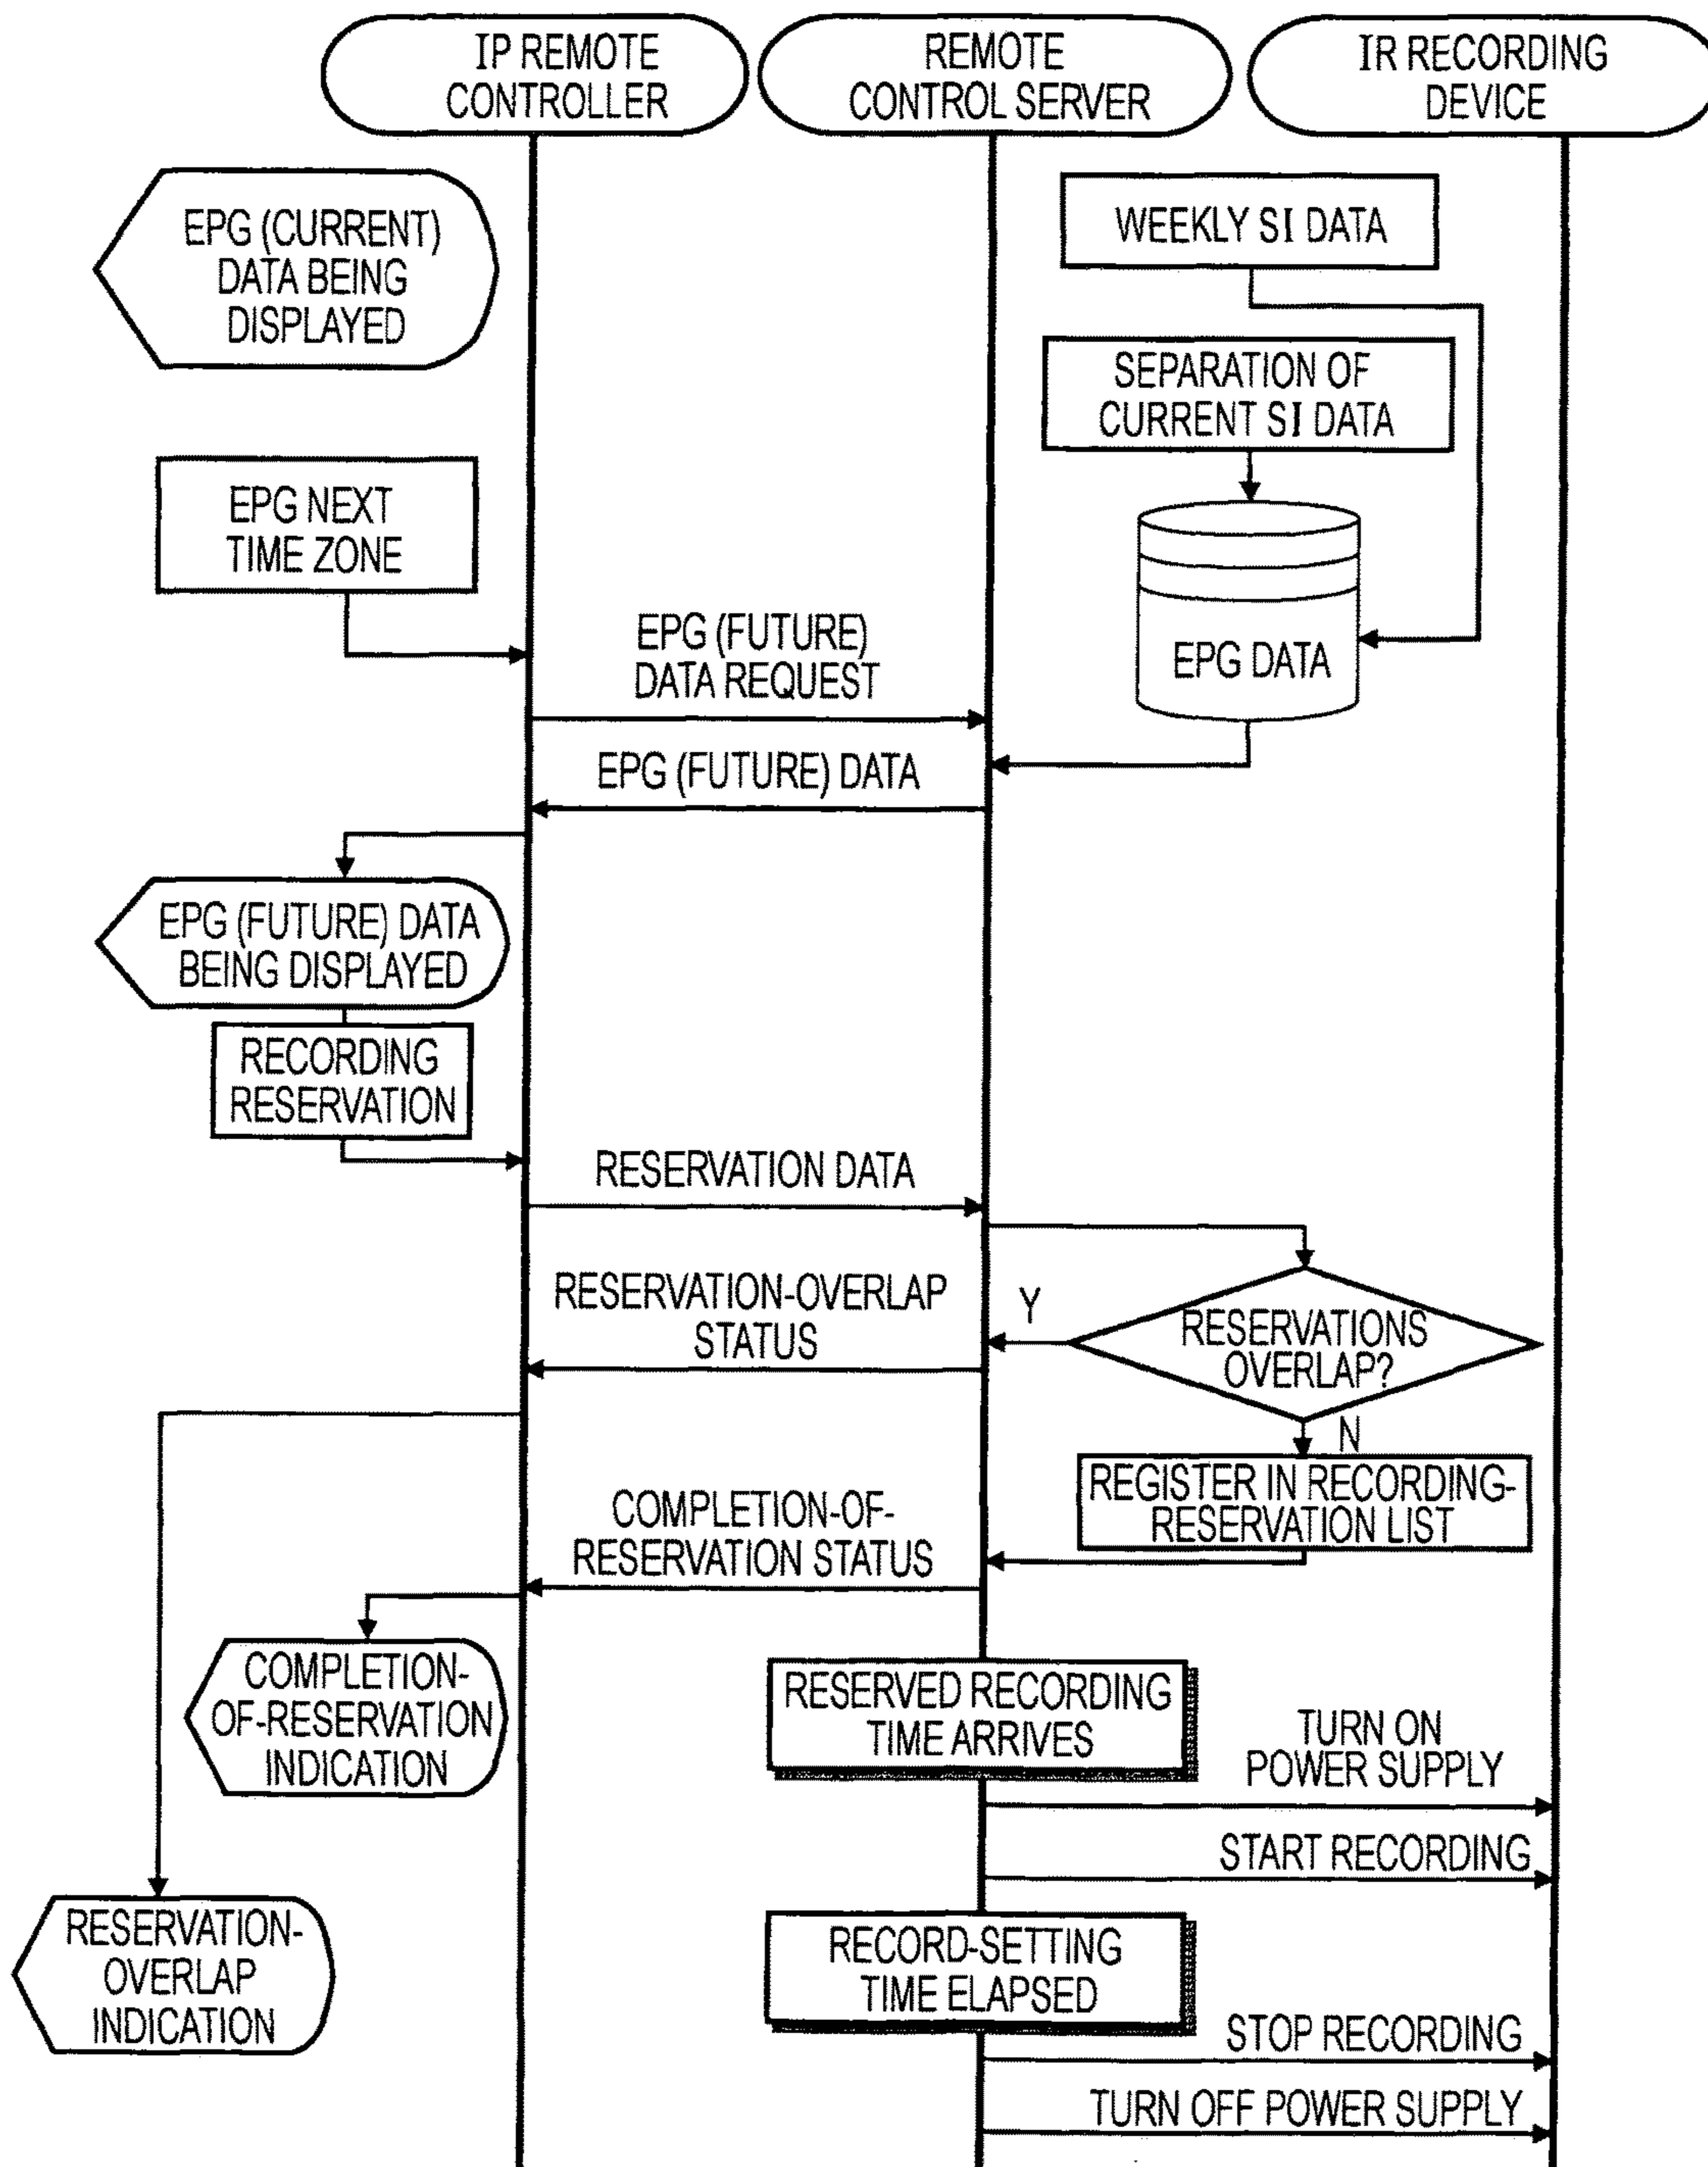 IP REMOTE
CONTROLLER
REMOTE
CONTROL SERVER
IR RECORDING
DEVICE
EPG (CURRENT)
DATA BEING
DISPLAYED
WEEKLY SI DATA
SEPARATION OF
CURRENT SI DATA
EPG NEXT
TIME ZONE
EPG DATA
EPG (FUTURE)
DATA REQUEST
EPG (FUTURE) DATA
EPG (FUTURE) DATA
BEING DISPLAYED
RECORDING
RESERVATION
RESERVATION DATA
RESERVATIONS
OVERLAP?
Y
RESERVATION-OVERLAP
STATUS
N
REGISTER IN RECORDING-
RESERVATION LIST
COMPLETION-OF-
RESERVATION STATUS
COMPLETION-
OF-RESERVATION
INDICATION
RESERVED RECORDING
TIME ARRIVES
TURN ON
POWER SUPPLY
START RECORDING
RESERVATION-
OVERLAP
INDICATION
RECORD-SETTING
TIME ELAPSED
STOP RECORDING
TURN OFF POWER SUPPLY